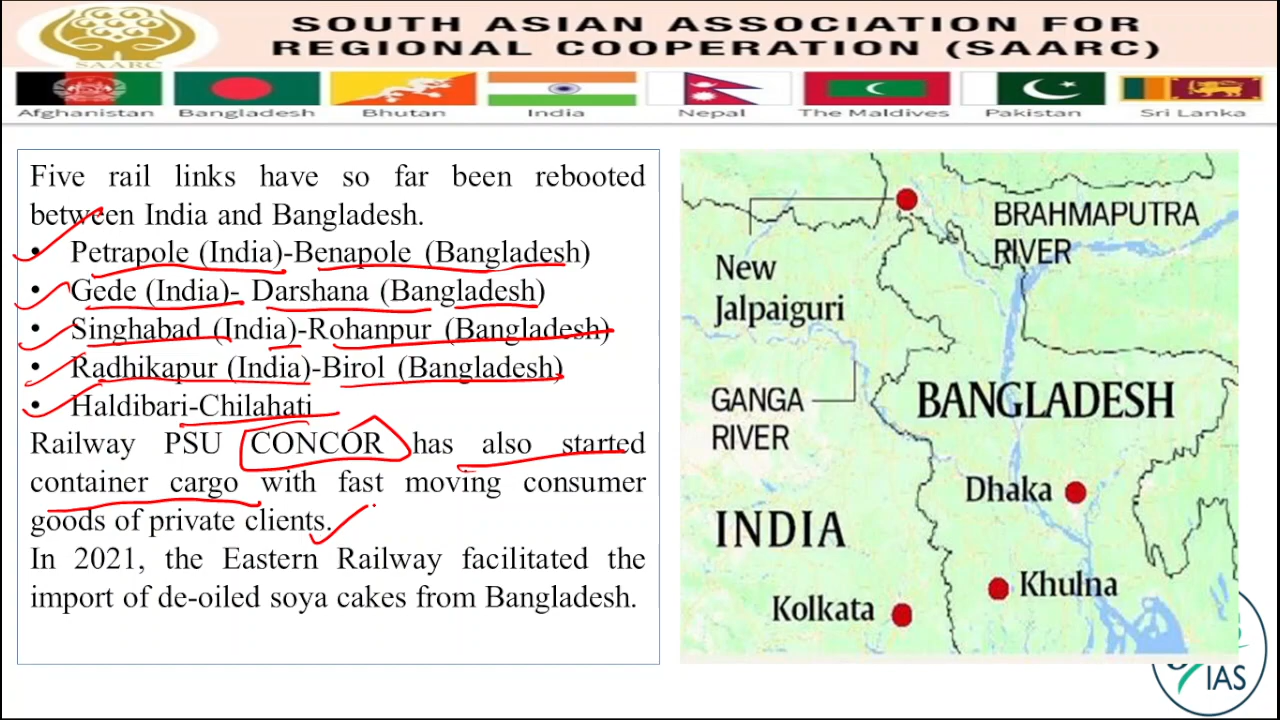 SOUTH ASIAN ASSOCIATION FOR
REGIONAL COOPERATION (SAARC)
SAARC
Afghanistan Bangladesh Bhutan India Nepal The Maldives Pakistan Sri Lanka
Five rail links have so far been rebooted
between India and Bangladesh.
• Petrapole (India)-Benapole (Bangladesh)
• Gede (India)- Darshana (Bangladesh)
• Singhabad (India)-Rohanpur (Bangladesh)
• Radhikapur (India)-Birol (Bangladesh)
• Haldibari-Chilahati
Railway PSU CONCOR has also started
container cargo with fast moving consumer
goods of private clients.
In 2021, the Eastern Railway facilitated the
import of de-oiled soya cakes from Bangladesh.
BRAHMAPUTRA
RIVER
New
Jalpaiguri
GANGA
RIVER
BANGLADESH
Dhaka
INDIA
Khulna
Kolkata
IAS